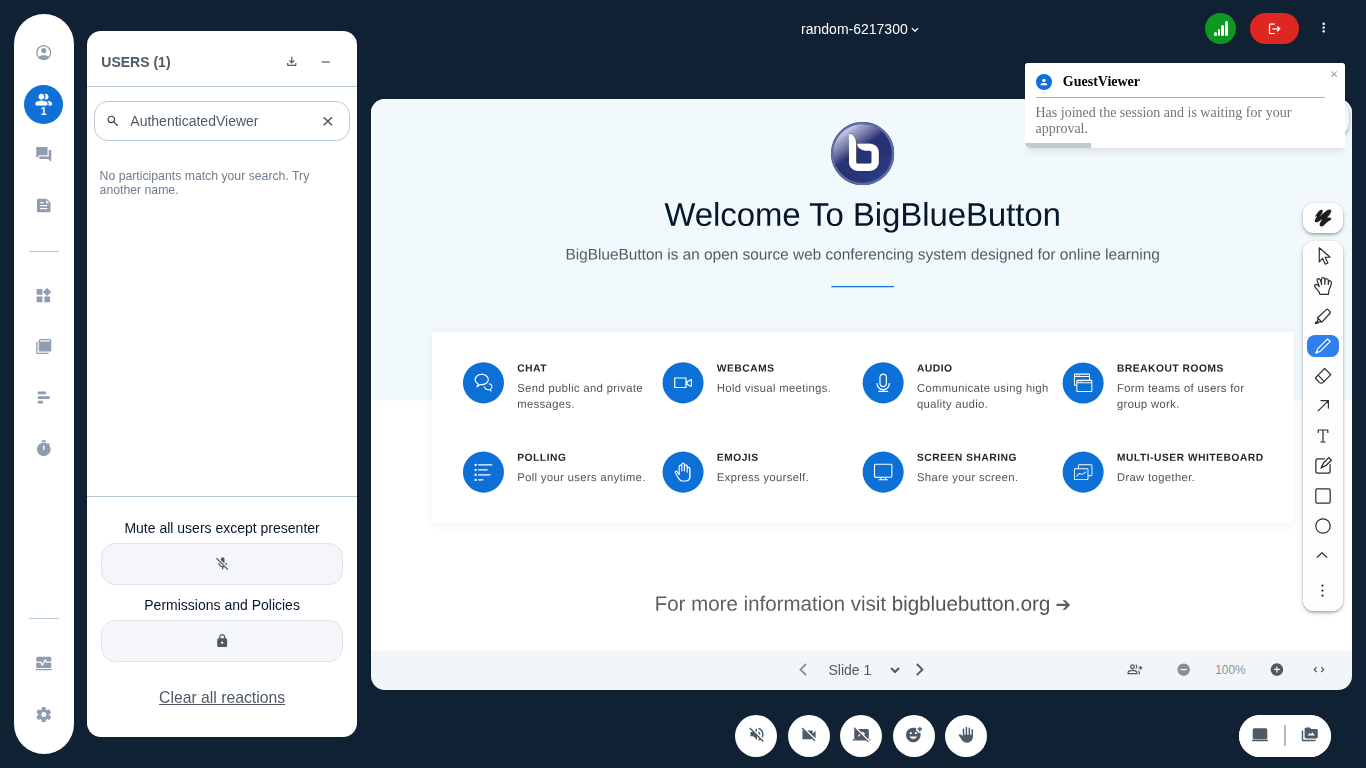 random-6217300
USERS (1)
1
AuthenticatedViewer
No participants match your search. Try
another name.
Mute all users except presenter
Permissions and Policies
Clear all reactions
GuestViewer
×
Has joined the session and is waiting for your
approval.
b
Welcome To BigBlueButton
BigBlueButton is an open source web conferencing system designed for online learning
CHAT
Send public and private
messages.
WEBCAMS
Hold visual meetings.
AUDIO
Communicate using high
quality audio.
BREAKOUT ROOMS
Form teams of users for
group work.
POLLING
Poll your users anytime.
EMOJIS
Express yourself.
SCREEN SHARING
Share your screen.
MULTI-USER WHITEBOARD
Draw together.
For more information visit bigbluebutton.org ➔
Slide 1
100%